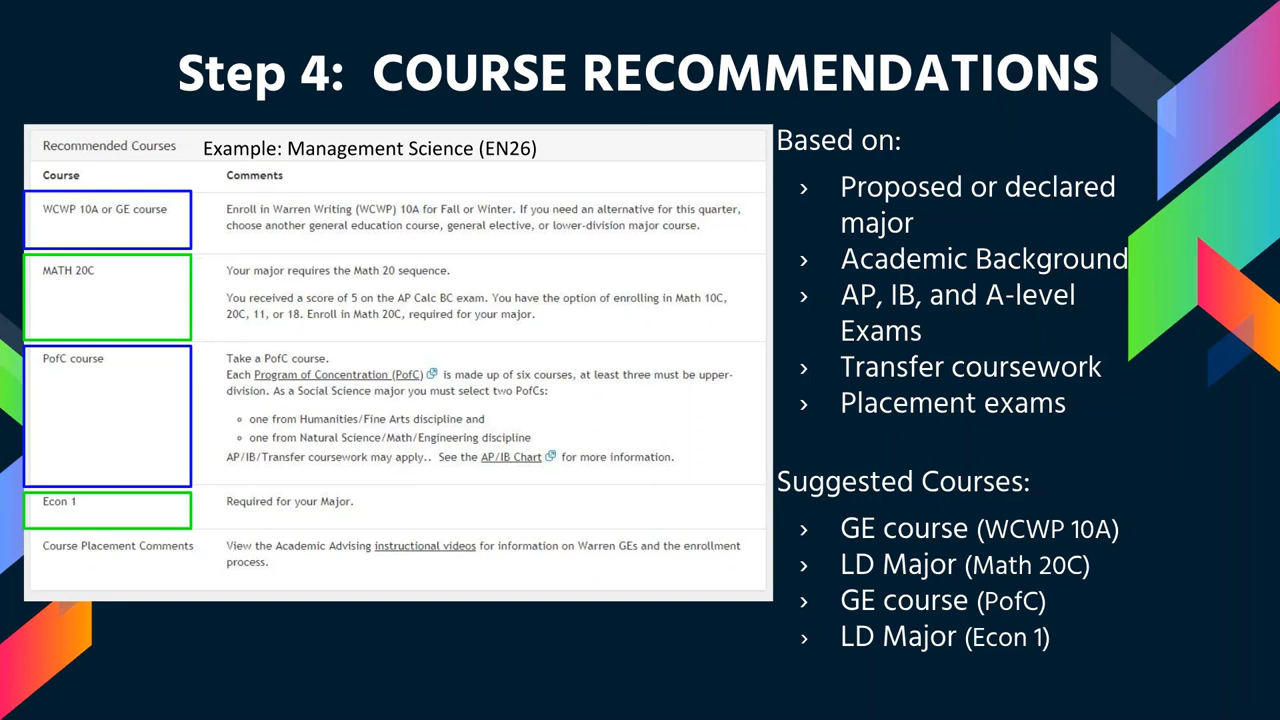 Step 4: COURSE RECOMMENDATIONS
Recommended Courses
Example: Management Science (EN26)
Course
Comments
WCWP 10A or GE course
Enroll in Warren Writing (WCWP) 10A for Fall or Winter. If you need an alternative for this quarter,
choose another general education course, general elective, or lower-division major course.
MATH 20C
Your major requires the Math 20 sequence.
You received a score of 5 on the AP Calc BC exam. You have the option of enrolling in Math 10C,
20C, 11, or 18. Enroll in Math 20C, required for your major.
PofC course
Take a PofC course.
Each Program of Concentration (PofC) is made up of six courses, at least three must be upper-
division. As a Social Science major you must select two PofCs:
◦ one from Humanities/Fine Arts discipline and
◦ one from Natural Science/Math/Engineering discipline
AP/IB/Transfer coursework may apply.. See the AP/IB Chart for more information.
Econ 1
Required for your Major.
Course Placement Comments
View the Academic Advising instructional videos for information on Warren GEs and the enrollment
process.
Based on:
› Proposed or declared
major
› Academic Background
› AP, IB, and A-level
Exams
› Transfer coursework
› Placement exams
Suggested Courses:
› GE course (WCWP 10A)
› LD Major (Math 20C)
› GE course (PofC)
› LD Major (Econ 1)